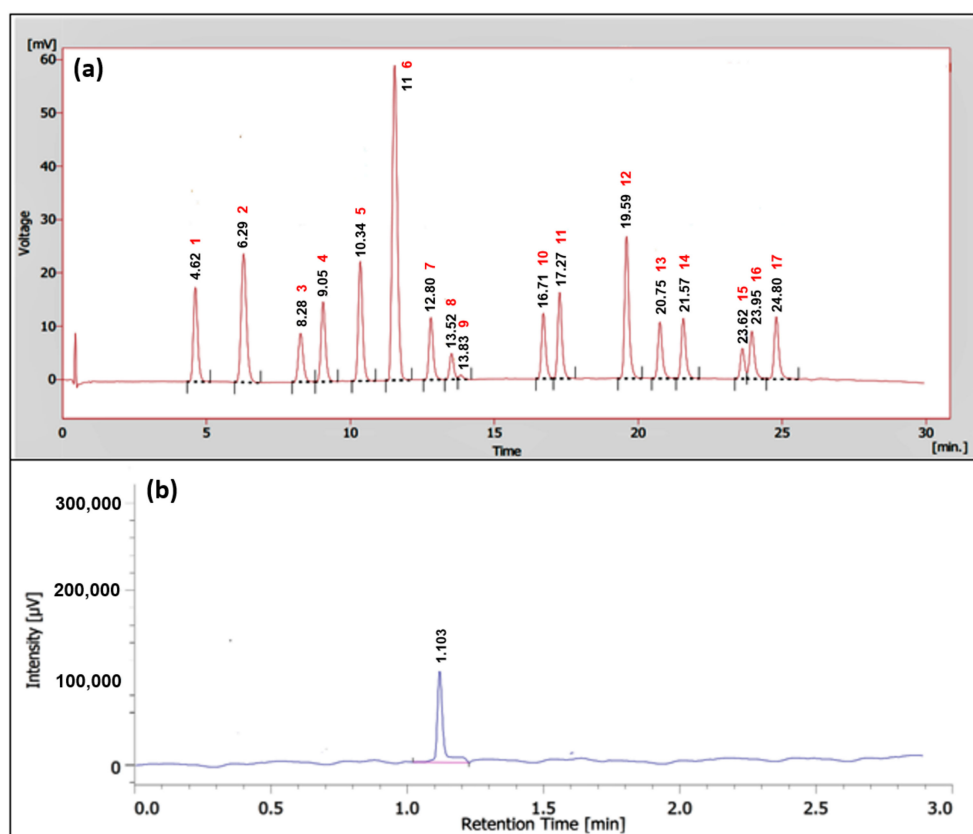 [mV]
(a)
60
50
40
30
20
10
0
Voltage
4.62 1
6.29 2
8.28 3
9.05 4
10.34 5
11 6
12.80 7
13.52 8
13.83 9
16.71 10
17.27 11
19.59 12
20.75 13
21.57 14
23.62 15
23.95 16
24.80 17
0 5 10 15 20 25 30
Time
[min.]
(b)
300,000
200,000
100,000
0
Intensity [µV]
1.103
0.0 0.5 1.0 1.5 2.0 2.5 3.0
Retention Time [min]